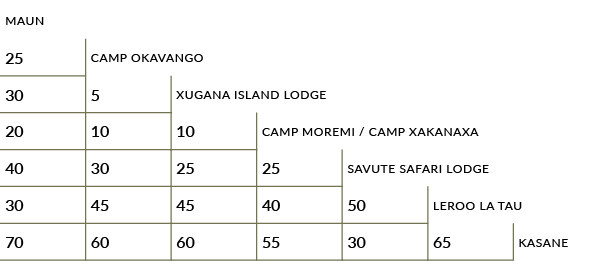 MAUN
25 CAMP OKAVANGO
30 5 XUGANA ISLAND LODGE
20 10 10 CAMP MOREMI / CAMP XAKANAXA
40 30 25 25 SAVUTE SAFARI LODGE
30 45 45 40 50 LEROO LA TAU
70 60 60 55 30 65 KASANE